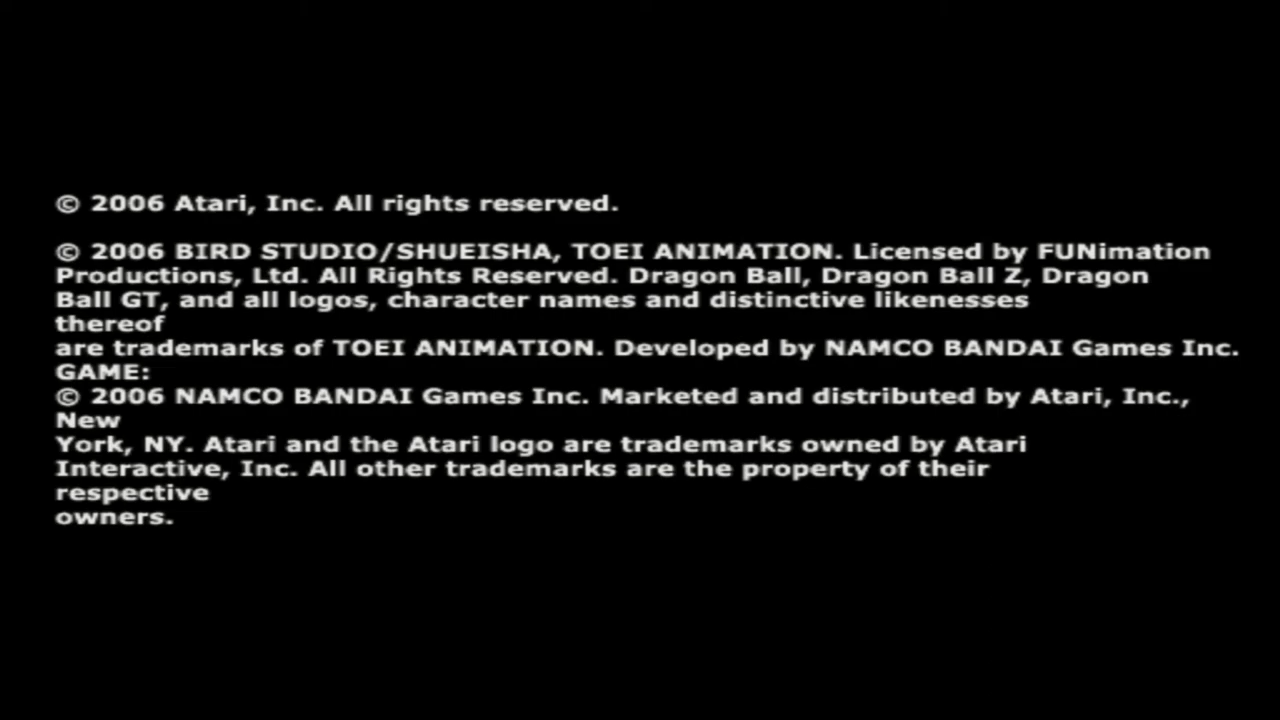 © 2006 Atari, Inc. All rights reserved.
© 2006 BIRD STUDIO/SHUEISHA, TOEI ANIMATION. Licensed by FUNimation
Productions, Ltd. All Rights Reserved. Dragon Ball, Dragon Ball Z, Dragon
Ball GT, and all logos, character names and distinctive likenesses
thereof
are trademarks of TOEI ANIMATION. Developed by NAMCO BANDAI Games Inc.
GAME:
© 2006 NAMCO BANDAI Games Inc. Marketed and distributed by Atari, Inc.,
New
York, NY. Atari and the Atari logo are trademarks owned by Atari
Interactive, Inc. All other trademarks are the property of their
respective
owners.